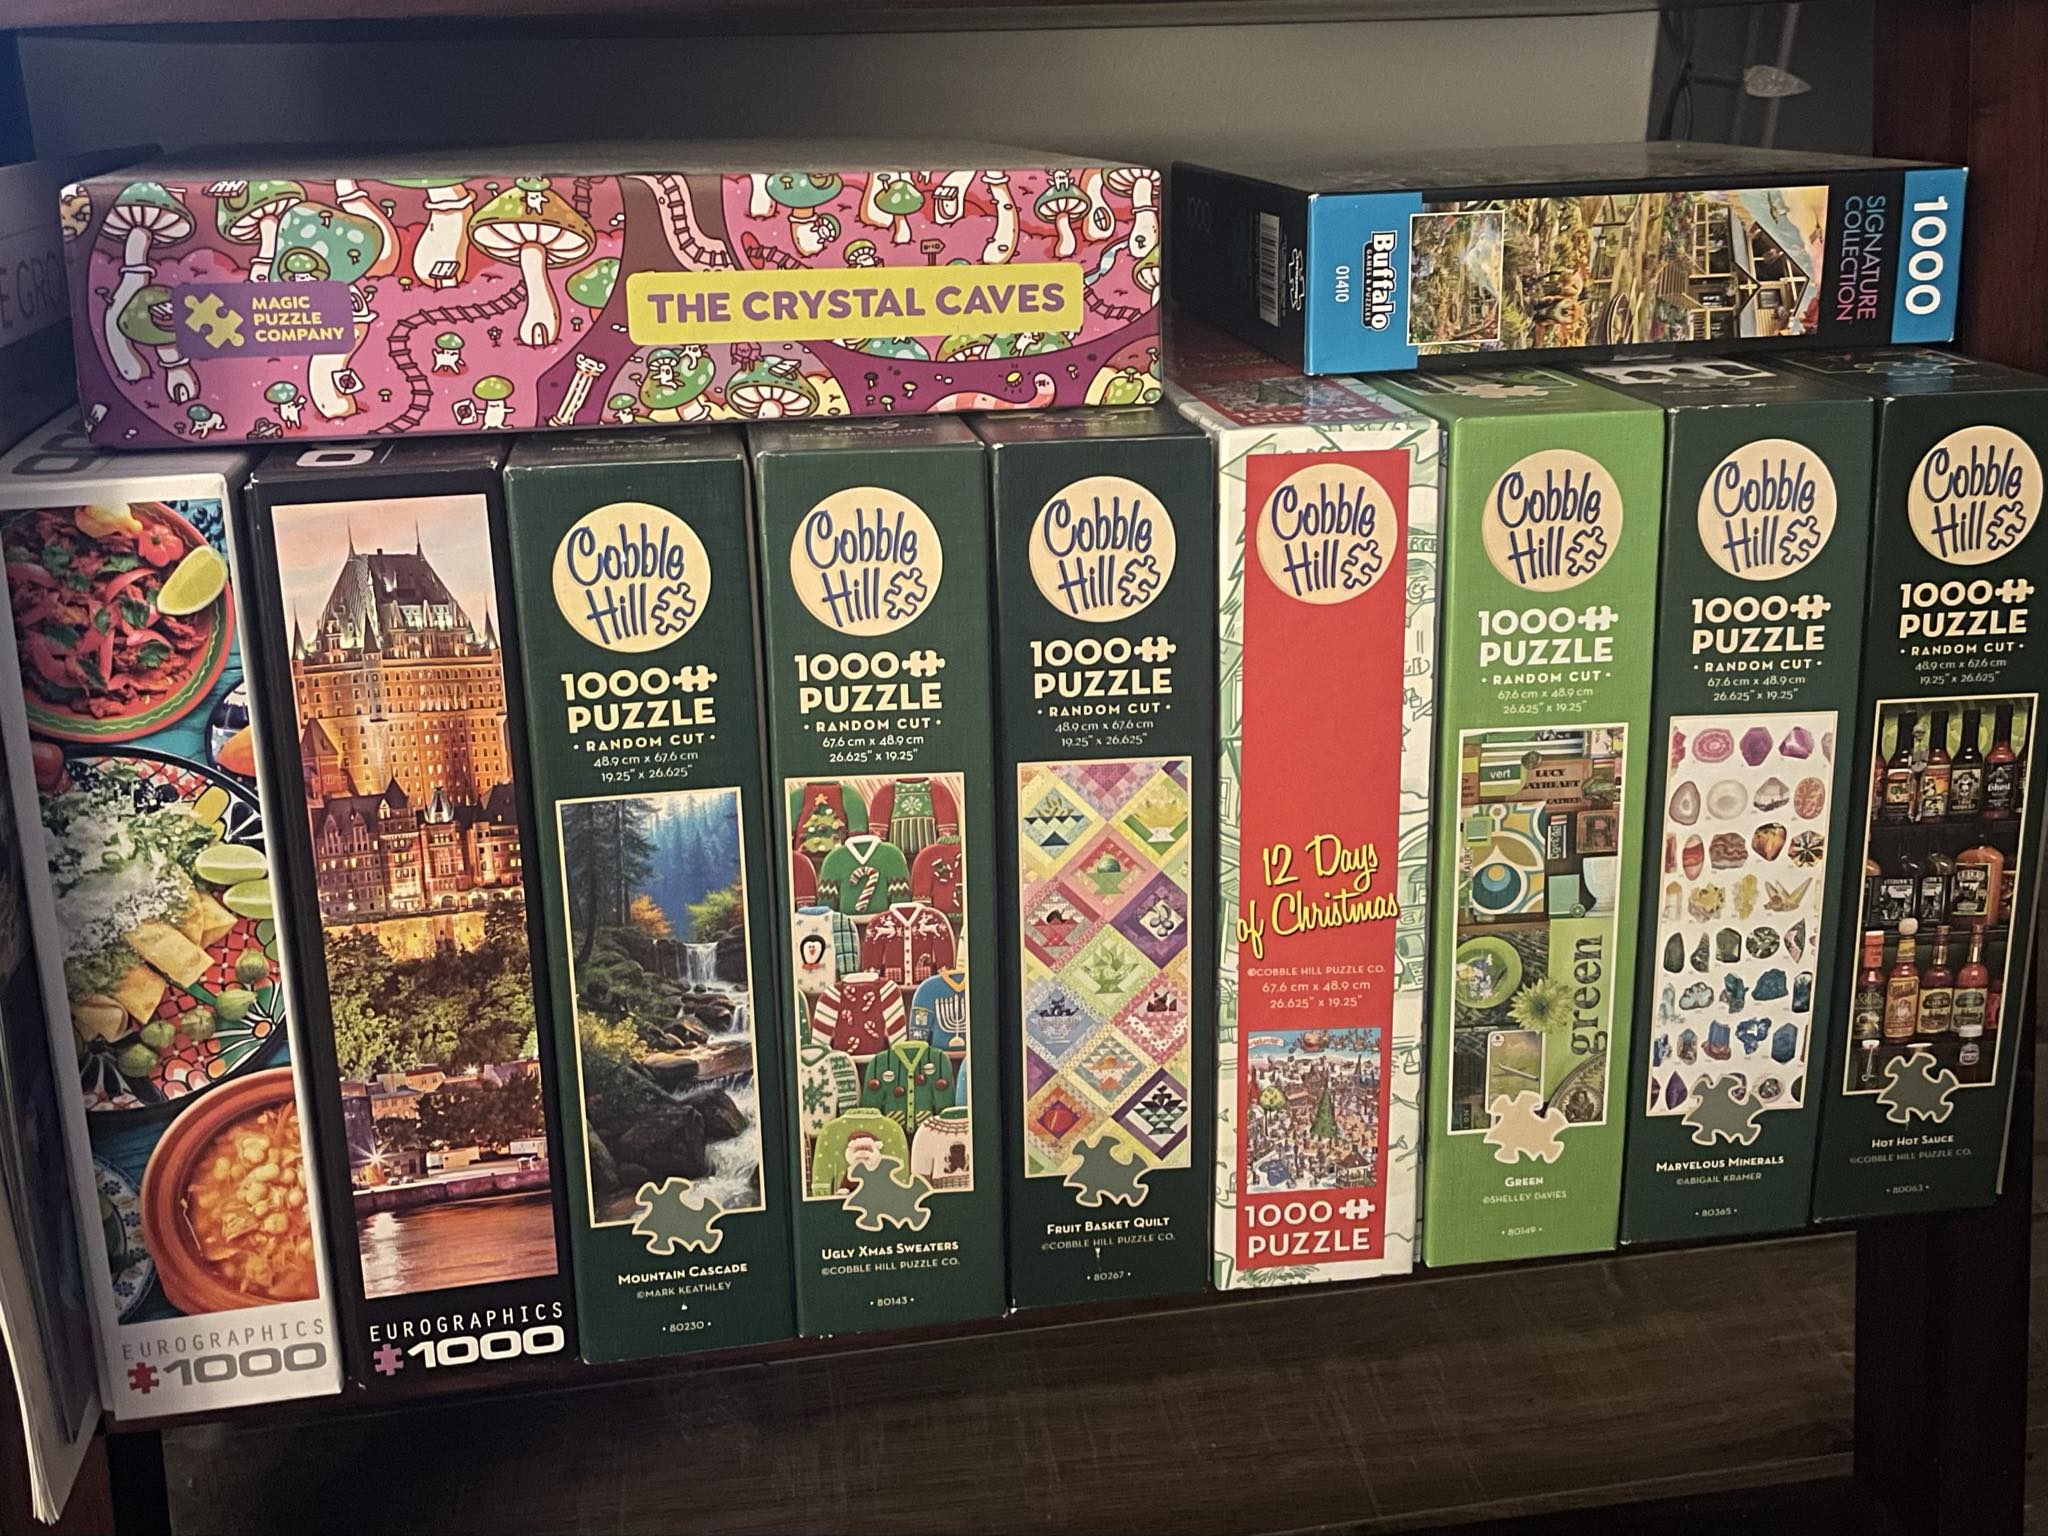 MAGIC
PUZZLE
COMPANY
THE CRYSTAL CAVES
Buffalo
GAMES & PUZZLES
01410
SIGNATURE
COLLECTION
1000
EUROGRAPHICS
1000
EUROGRAPHICS
1000
Cobble
Hill
1000
PUZZLE
• RANDOM CUT •
48.9 cm x 67.6 cm
19.25" x 26.625"
MOUNTAIN CASCADE
©MARK KEATHLEY
• 80230 •
Cobble
Hill
1000
PUZZLE
• RANDOM CUT •
67.6 cm x 48.9 cm
26.625" x 19.25"
UGLY XMAS SWEATERS
©COBBLE HILL PUZZLE CO.
• 80143 •
Cobble
Hill
1000
PUZZLE
• RANDOM CUT •
48.9 cm x 67.6 cm
19.25" x 26.625"
FRUIT BASKET QUILT
©COBBLE HILL PUZZLE CO.
• 80267 •
1000
Cobble
Hill
12 Days
of Christmas
©COBBLE HILL PUZZLE CO.
67.6 cm x 48.9 cm
26.625" x 19.25"
1000
PUZZLE
Cobble
Hill
1000
PUZZLE
• RANDOM CUT •
67.6 cm x 48.9 cm
26.625" x 19.25"
vert
LUCY
green
GREEN
©SHELLEY DAVIES
• 80149 •
Cobble
Hill
1000
PUZZLE
• RANDOM CUT •
67.6 cm x 48.9 cm
26.625" x 19.25"
MARVELOUS MINERALS
©ABIGAIL KRAMER
• 80365 •
Cobble
Hill
1000
PUZZLE
• RANDOM CUT •
48.9 cm x 67.6 cm
19.25" x 26.625"
HOT HOT SAUCE
©COBBLE HILL PUZZLE CO.
• 80063 •